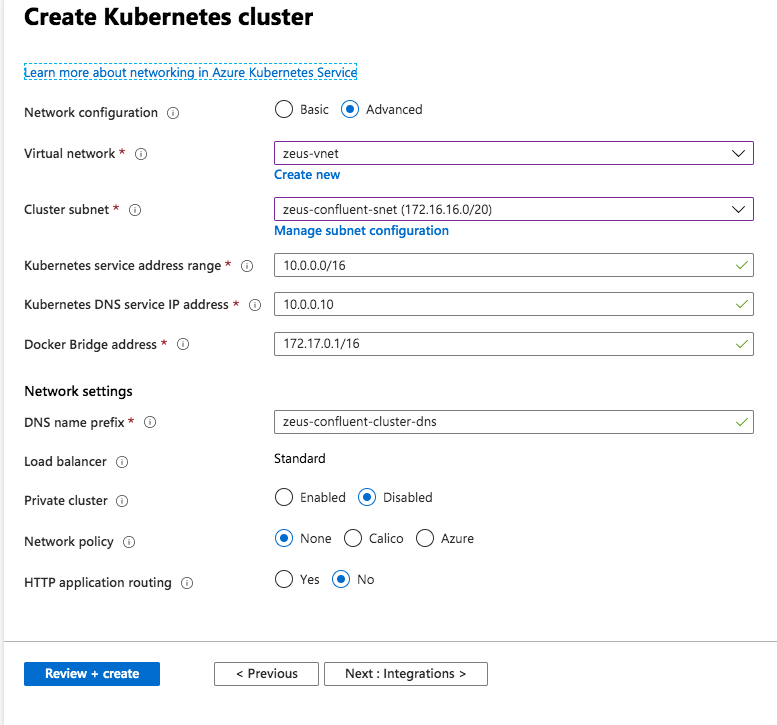 Create Kubernetes cluster
Learn more about networking in Azure Kubernetes Service
Network configuration Basic Advanced
Virtual network * zeus-vnet
Create new
Cluster subnet * zeus-confluent-snet (172.16.16.0/20)
Manage subnet configuration
Kubernetes service address range * 10.0.0.0/16
Kubernetes DNS service IP address * 10.0.0.10
Docker Bridge address * 172.17.0.1/16
Network settings
DNS name prefix * zeus-confluent-cluster-dns
Load balancer Standard
Private cluster Enabled Disabled
Network policy None Calico Azure
HTTP application routing Yes No
Review + create < Previous Next : Integrations >